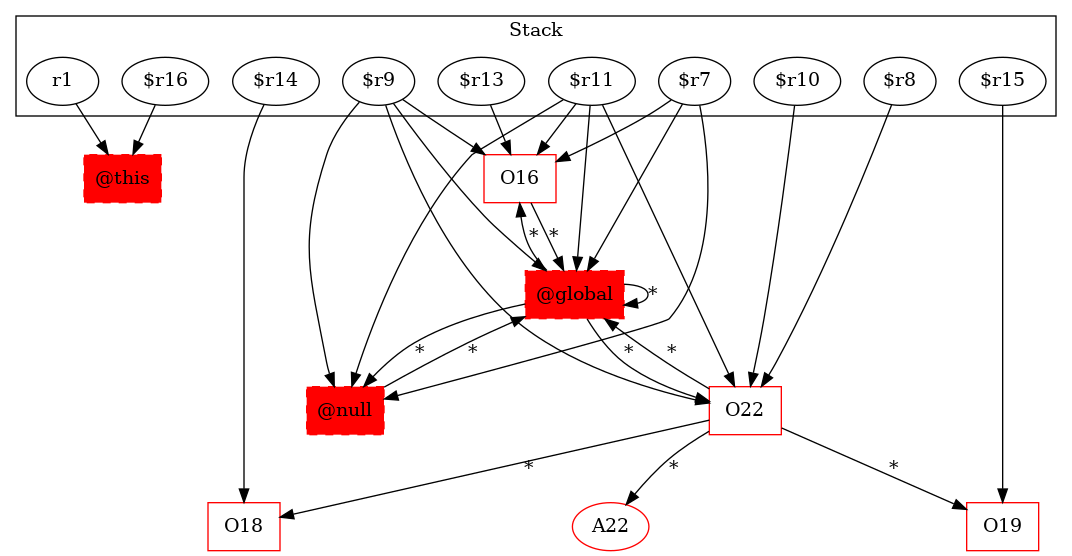 Stack
r1 $r16 $r14 $r9 $r13 $r11 $r7 $r10 $r8 $r15
@this O16
* *
@global *
* * * *
@null O22
* * *
O18 A22 O19